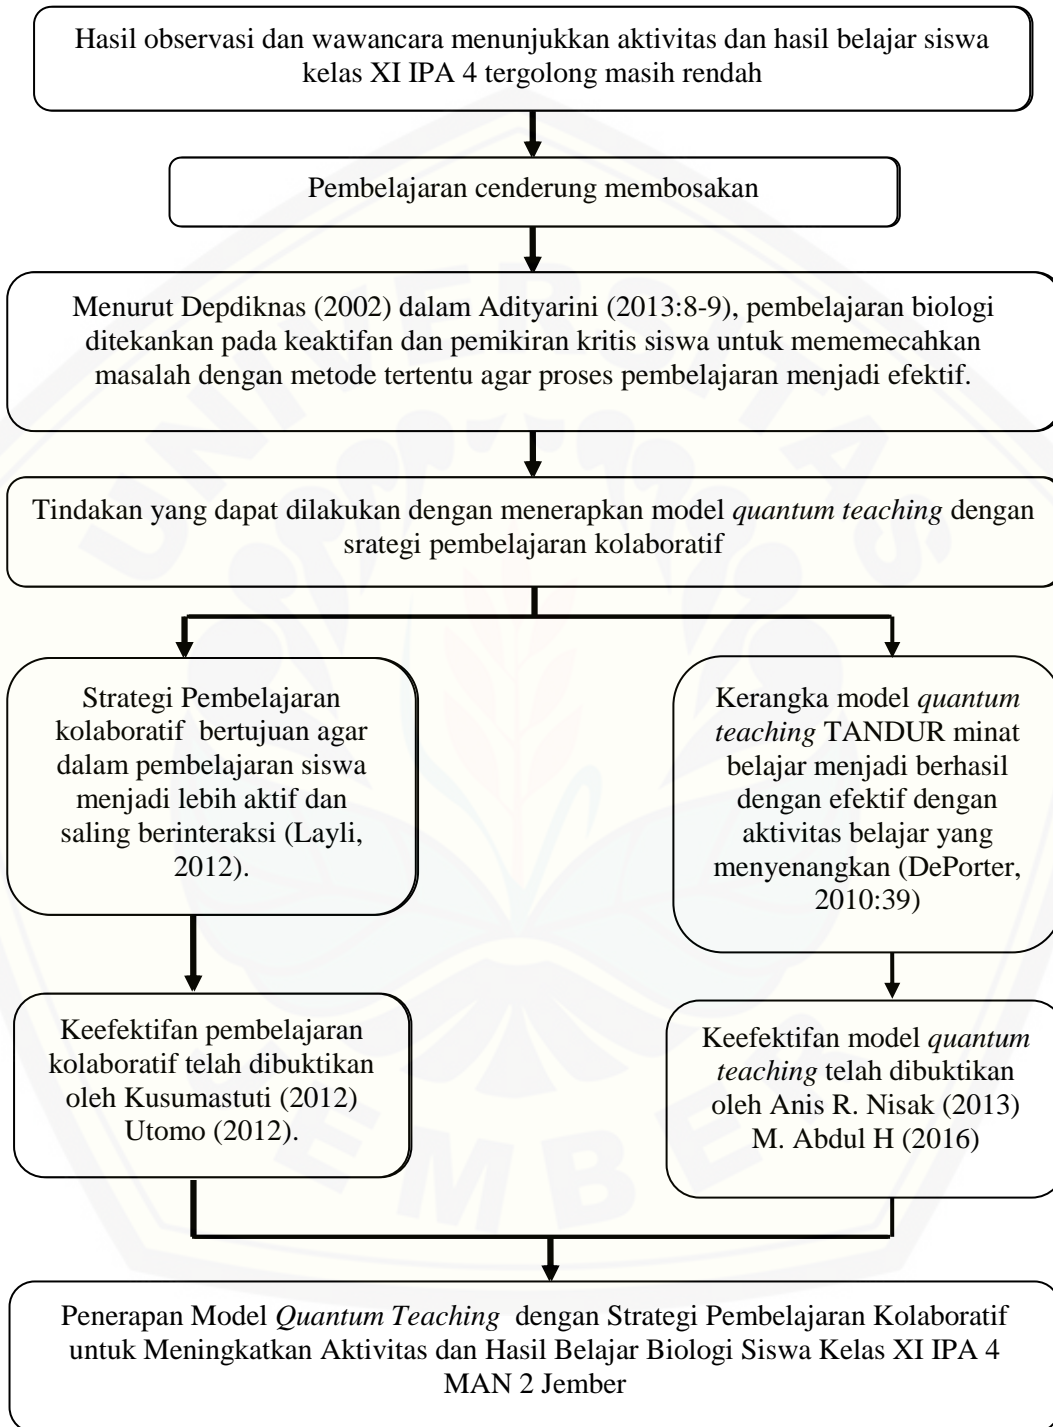 Hasil observasi dan wawancara menunjukkan aktivitas dan hasil belajar siswa
kelas XI IPA 4 tergolong masih rendah
Pembelajaran cenderung membosakan
Menurut Depdiknas (2002) dalam Adityarini (2013:8-9), pembelajaran biologi
ditekankan pada keaktifan dan pemikiran kritis siswa untuk mememecahkan
masalah dengan metode tertentu agar proses pembelajaran menjadi efektif.
Tindakan yang dapat dilakukan dengan menerapkan model quantum teaching dengan
srategi pembelajaran kolaboratif
Strategi Pembelajaran
kolaboratif bertujuan agar
dalam pembelajaran siswa
menjadi lebih aktif dan
saling berinteraksi (Layli,
2012).
Kerangka model quantum
teaching TANDUR minat
belajar menjadi berhasil
dengan efektif dengan
aktivitas belajar yang
menyenangkan (DePorter,
2010:39)
Keefektifan pembelajaran
kolaboratif telah dibuktikan
oleh Kusumastuti (2012)
Utomo (2012).
Keefektifan model quantum
teaching telah dibuktikan
oleh Anis R. Nisak (2013)
M. Abdul H (2016)
Penerapan Model Quantum Teaching dengan Strategi Pembelajaran Kolaboratif
untuk Meningkatkan Aktivitas dan Hasil Belajar Biologi Siswa Kelas XI IPA 4
MAN 2 Jember
UNIVERSITAS
JEMBER